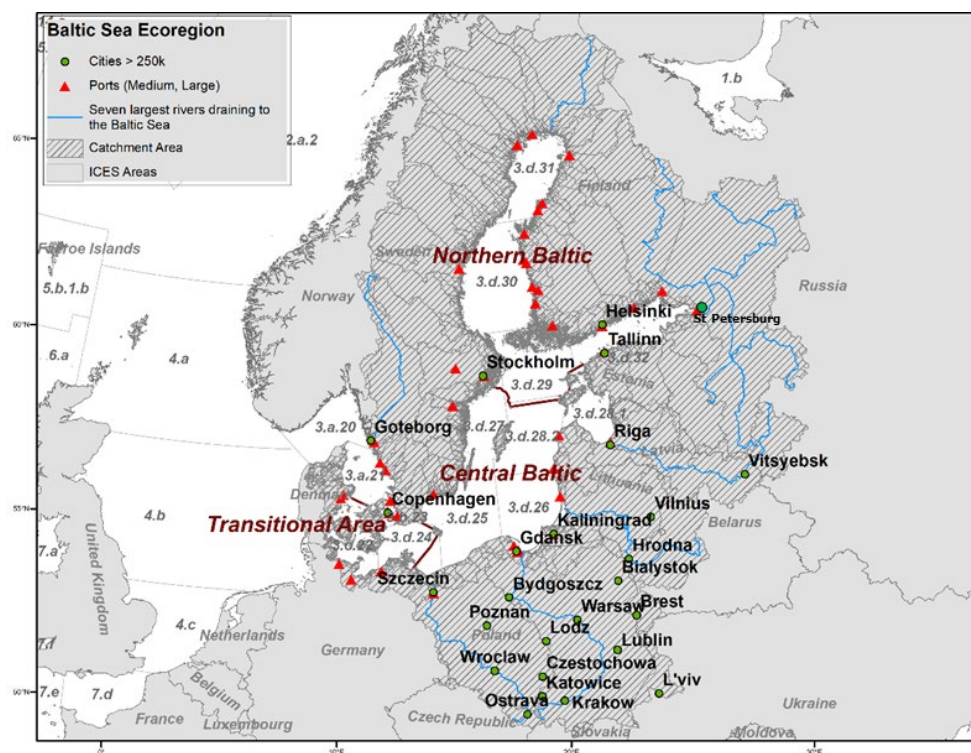 Baltic Sea Ecoregion
Cities > 250k
Ports (Medium, Large)
Seven largest rivers draining to
the Baltic Sea
Catchment Area
ICES Areas
1.b
65°N
2.a.2
3.d.31
Finland
Faeroe Islands
Sweden
Northern Baltic
5.b.1.b
Norway
3.d.30
Russia
Helsinki
St Petersburg
60°N
Tallinn
6.a
4.a
3.d.32
Stockholm
3.d.29
Estonia
3.a.20
Goteborg
3.d.27
3.d.28.2
3.d.28.1
Riga
Latvia
Vitsyebsk
3.a.21
Central Baltic
Lithuania
Denmark
Copenhagen
Vilnius
55°N
4.b
Transitional Area
23
3.d.25
3.d.26
Kaliningrad
Belarus
3.d.24
Gdansk
Hrodna
7.a
United Kingdom
Bialystok
Szczecin
Bydgoszcz
Poznan
Warsaw
Brest
4.c
Netherlands
Lodz
Poland
Lublin
7.f
Germany
Wroclaw
Czestochowa
Katowice
L'viv
7.e
7.d
Belgium
Ostrava
Krakow
Ukraine
France
Luxembourg
Czech Republic
Slovakia
Moldova